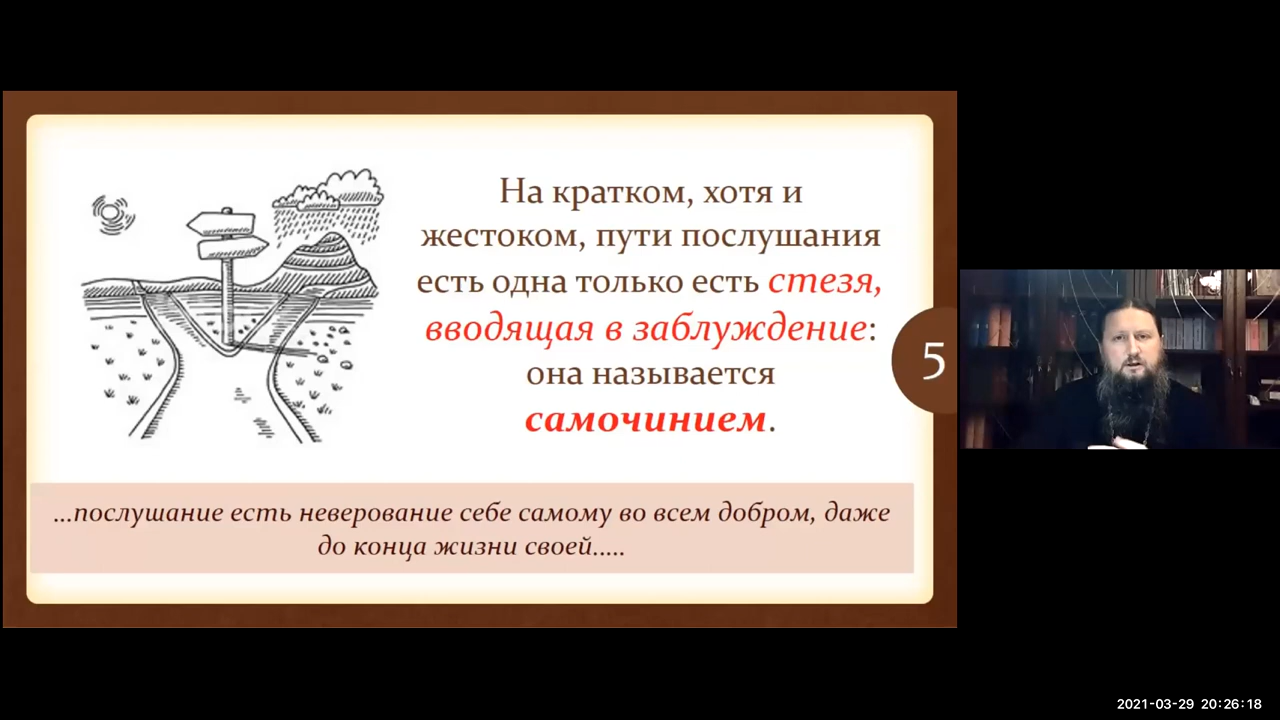 На кратком, хотя и
жестоком, пути послушания
есть одна только есть стезя,
вводящая в заблуждение:
она называется
самочинием.
5
...послушание есть неверование себе самому во всем добром, даже
до конца жизни своей.....
2021-03-29 20:26:18